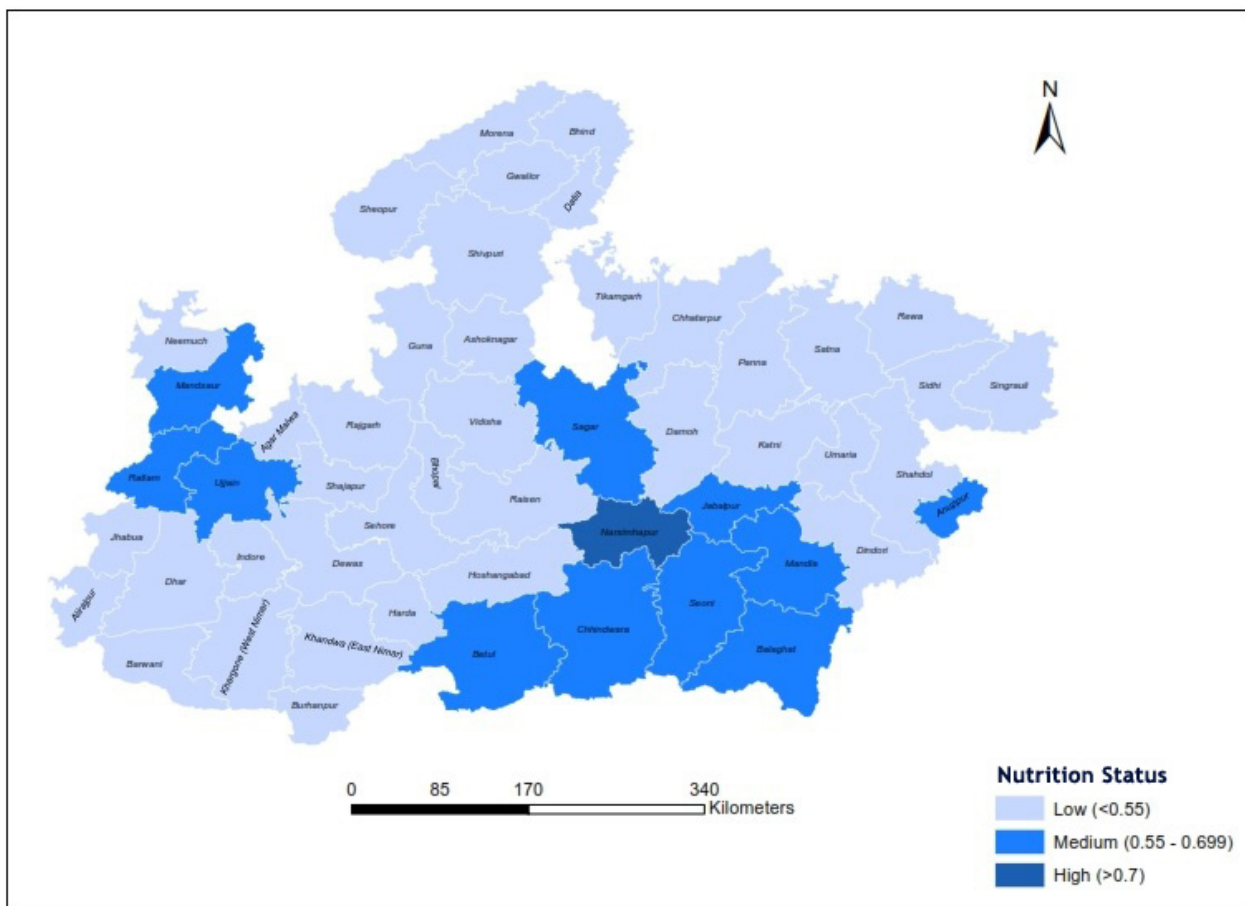 N
Morena
Bhind
Gwalior
Datia
Sheopur
Shivpuri
Tikamgarh
Chhatarpur
Rewa
Neemuch
Guna
Ashoknagar
Panna
Satna
Sidhi
Singrauli
Mandsaur
Agar Malwa
Rajgarh
Vidisha
Sagar
Damoh
Katni
Umaria
Shahdol
Ratlam
Ujjain
Shajapur
Bhopal
Raisen
Jabalpur
Anuppur
Jhabua
Indore
Sehore
Dewas
Narsimhapur
Mandla
Dindori
Alirajpur
Dhar
Hoshangabad
Harda
Seoni
Barwani
Khargone (West Nimar)
Khandwa (East Nimar)
Betul
Chhindwara
Balaghat
Burhanpur
0 85 170 340
Kilometers
Nutrition Status
Low (<0.55)
Medium (0.55 - 0.699)
High (>0.7)